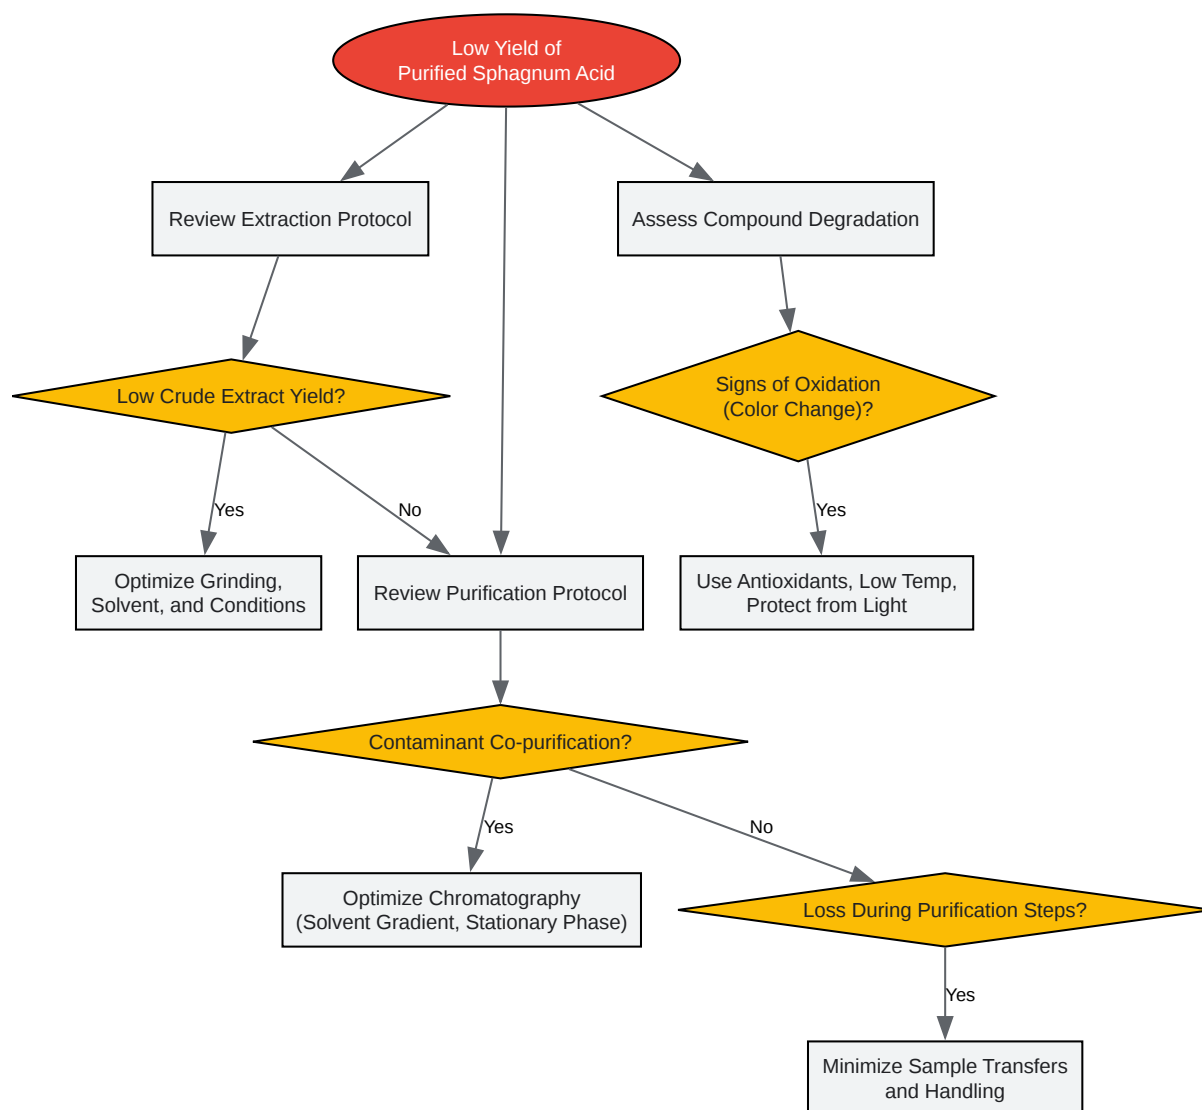 Low Yield of
Purified Sphagnum Acid
Review Extraction Protocol
Assess Compound Degradation
Low Crude Extract Yield?
Signs of Oxidation
(Color Change)?
Yes
No
Yes
Optimize Grinding,
Solvent, and Conditions
Review Purification Protocol
Use Antioxidants, Low Temp,
Protect from Light
Contaminant Co-purification?
Yes
No
Optimize Chromatography
(Solvent Gradient, Stationary Phase)
Loss During Purification Steps?
Yes
Minimize Sample Transfers
and Handling